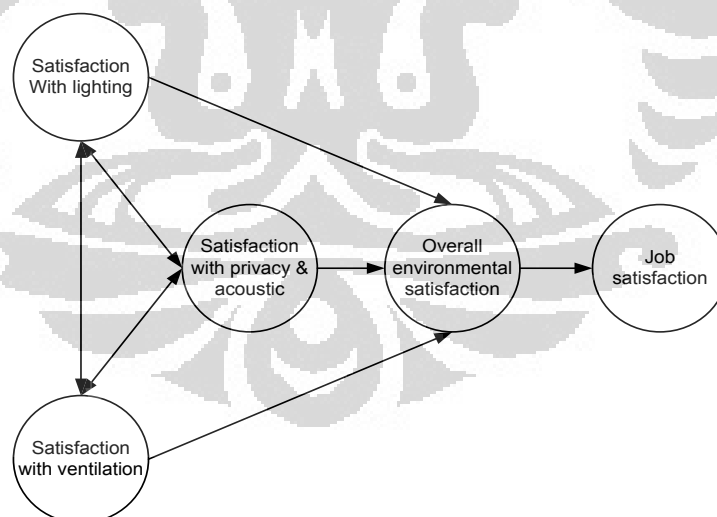 Satisfaction
With lighting
Satisfaction
with privacy &
acoustic
Overall
environmental
satisfaction
Job
satisfaction
Satisfaction
with ventilation